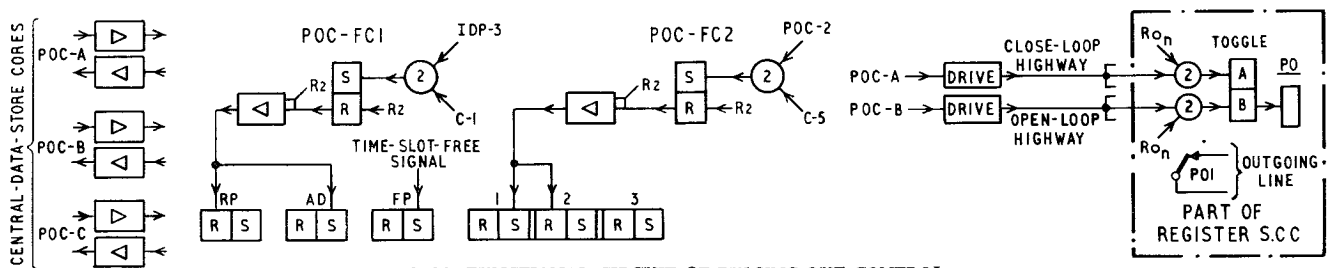 CENTRAL-DATA-STORE CORES
POC-A
POC-B
POC-C
POC-FC1
IDP-3
2
S
R
R2
R2
C-1
TIME-SLOT-FREE
SIGNAL
RP
R S
AD
R S
FP
R S
POC-FC2
POC-2
2
S
R
R2
R2
C-5
1
R S
2
R S
3
R S
POC-A
DRIVE
CLOSE-LOOP
HIGHWAY
POC-B
DRIVE
OPEN-LOOP
HIGHWAY
Ron
2
TOGGLE
A
B
PO
2
Ron
PO1
OUTGOING
LINE
PART OF
REGISTER S.C.C